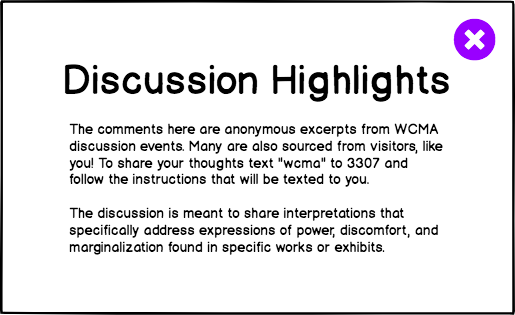 Discussion Highlights
The comments here are anonymous excerpts from WCMA
discussion events. Many are also sourced from visitors, like
you! To share your thoughts text "wcma" to 3307 and
follow the instructions that will be texted to you.
The discussion is meant to share interpretations that
specifically address expressions of power, discomfort, and
marginalization found in specific works or exhibits.